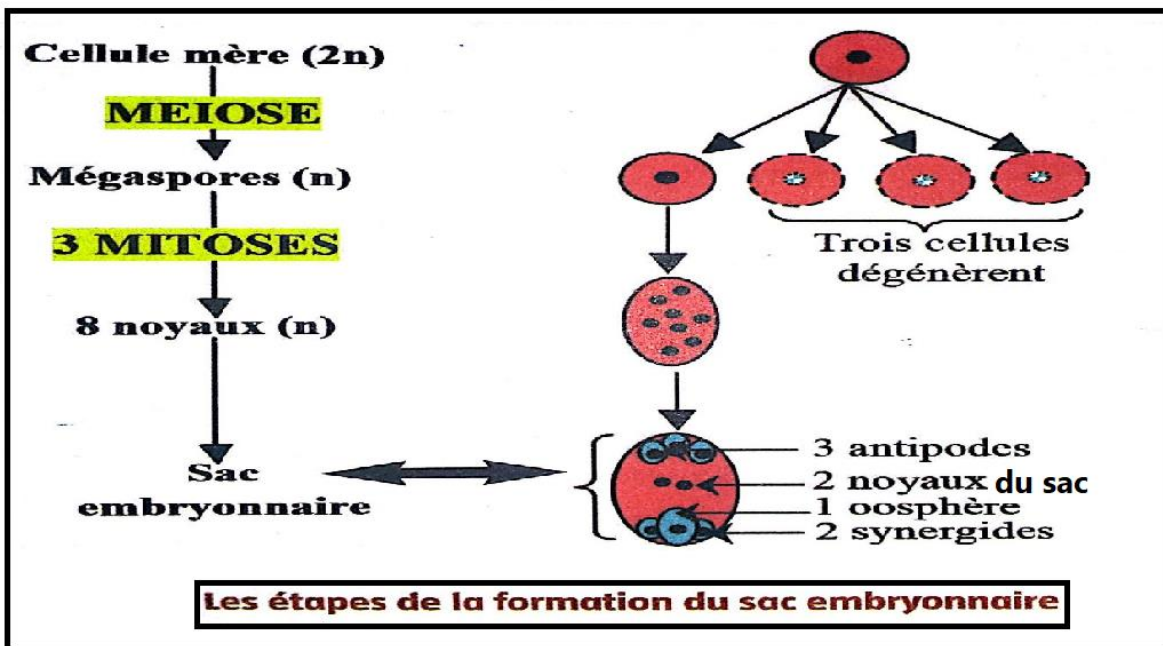 Cellule mère (2n)
MEIOSE
Mégaspores (n)
3 MITOSES
8 noyaux (n)
Sac
embryonnaire
Trois cellules
dégénèrent
3 antipodes
2 noyaux du sac
1 oosphère
2 synergides
Les étapes de la formation du sac embryonnaire